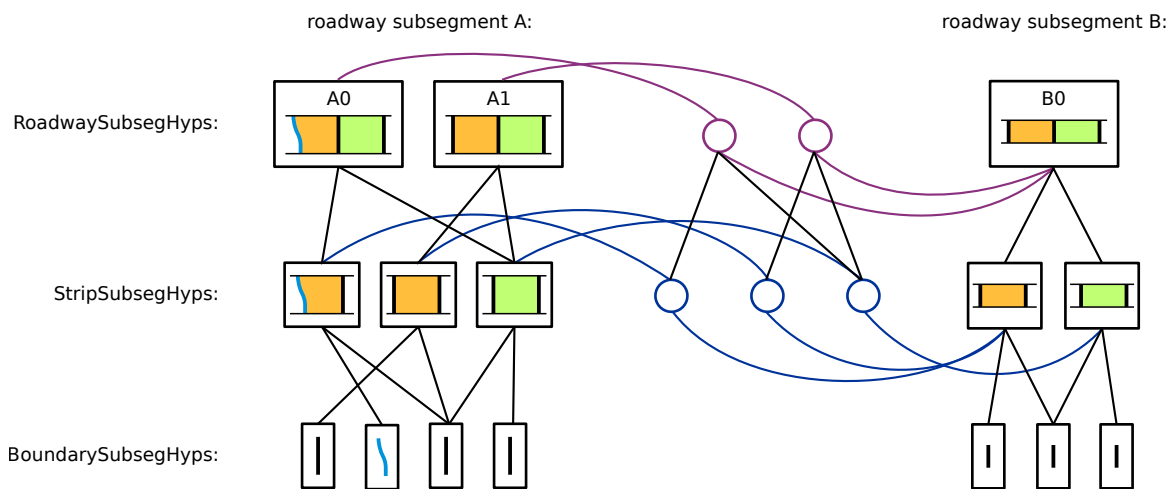 roadway subsegment A:
roadway subsegment B:
RoadwaySubsegHyps:
A0
A1
B0
StripSubsegHyps:
BoundarySubsegHyps: